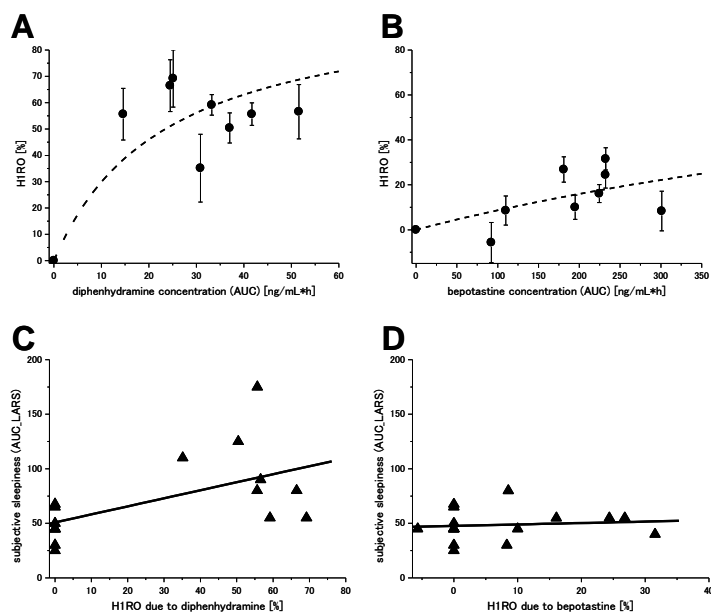 A
80
70
60
50
40
30
20
10
0
H1RO [%]
0 10 20 30 40 50 60
diphenhydramine concentration (AUC) [ng/mL*h]
B
80
60
40
20
0
H1RO [%]
0 50 100 150 200 250 300 350
bepotastine concentration (AUC) [ng/mL*h]
C
200
150
100
50
0
subjective sleepiness (AUC_LARS)
0 10 20 30 40 50 60 70 80
H1RO due to diphenhydramine [%]
D
200
150
100
50
0
subjective sleepiness (AUC_LARS)
0 10 20 30 40
H1RO due to bepotastine [%]